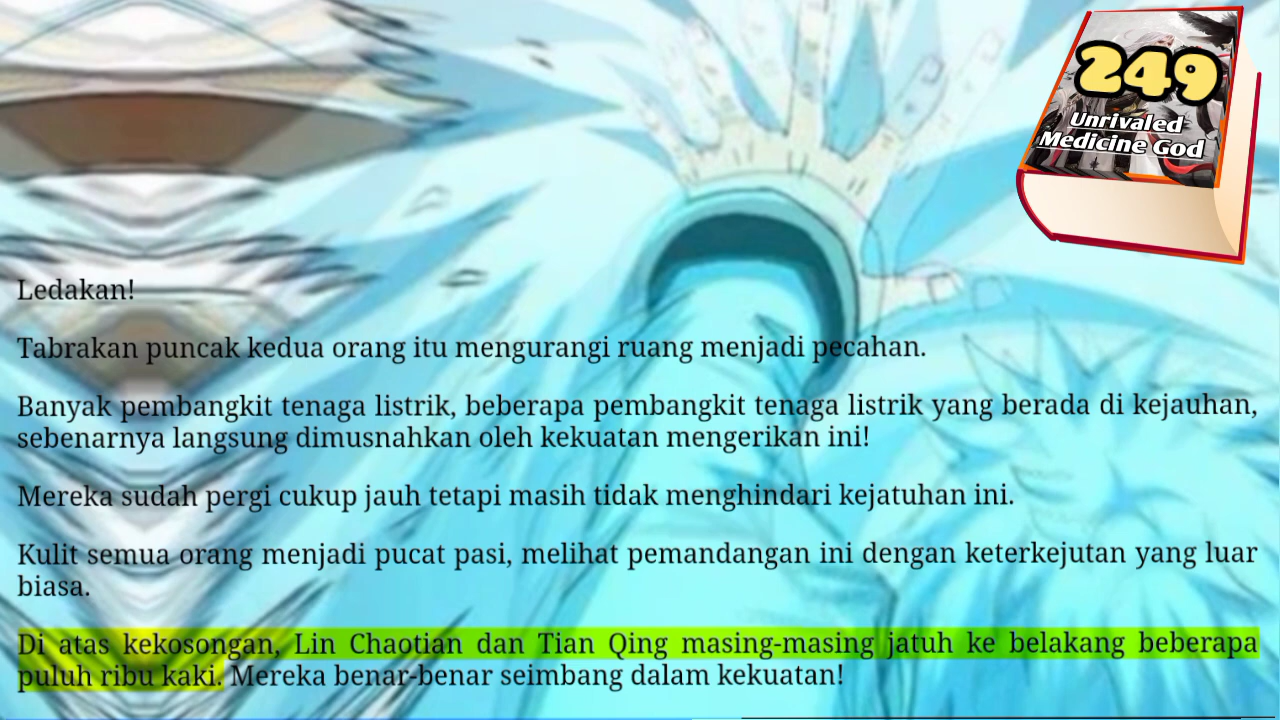 249
Unrivaled
Medicine God
Ledakan!
Tabrakan puncak kedua orang itu mengurangi ruang menjadi pecahan.
Banyak pembangkit tenaga listrik, beberapa pembangkit tenaga listrik yang berada di kejauhan,
sebenarnya langsung dimusnahkan oleh kekuatan mengerikan ini!
Mereka sudah pergi cukup jauh tetapi masih tidak menghindari kejatuhan ini.
Kulit semua orang menjadi pucat pasi, melihat pemandangan ini dengan keterkejutan yang luar
biasa.
Di atas kekosongan, Lin Chaotian dan Tian Qing masing-masing jatuh ke belakang beberapa
puluh ribu kaki. Mereka benar-benar seimbang dalam kekuatan!